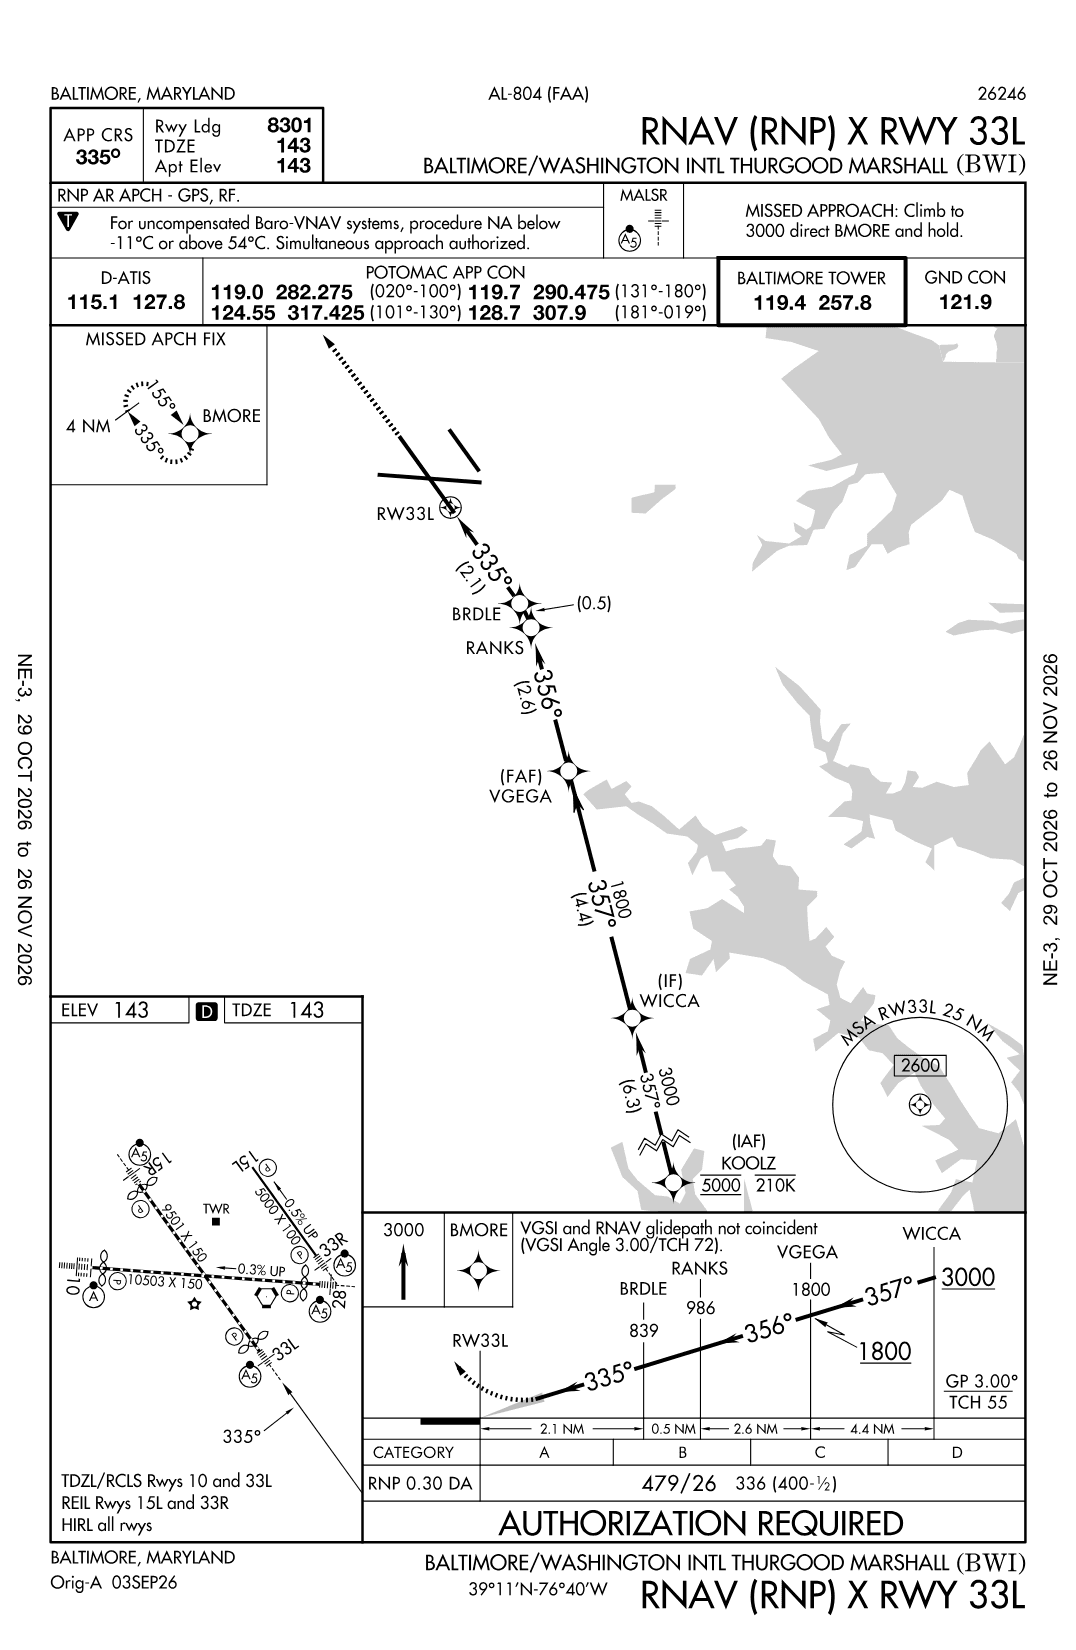 BALTIMORE, MARYLAND
AL-804 (FAA)
26246
APP CRS
335°
Rwy Ldg 8301
TDZE 143
Apt Elev 143
RNAV (RNP) X RWY 33L
BALTIMORE/WASHINGTON INTL THURGOOD MARSHALL (BWI)
RNP AR APCH - GPS, RF.
T
For uncompensated Baro-VNAV systems, procedure NA below
-11°C or above 54°C. Simultaneous approach authorized.
MALSR
A5
MISSED APPROACH: Climb to
3000 direct BMORE and hold.
D-ATIS
115.1 127.8
POTOMAC APP CON
119.0 282.275 (020°-100°) 119.7 290.475 (131°-180°)
124.55 317.425 (101°-130°) 128.7 307.9 (181°-019°)
BALTIMORE TOWER
119.4 257.8
GND CON
121.9
MISSED APCH FIX
155°
4 NM
335°
BMORE
RW33L
335°
(2.1)
BRDLE
(0.5)
RANKS
356°
(2.6)
(FAF)
VGEGA
1800
357°
(4.4)
(IF)
WICCA
3000
357°
(6.3)
(IAF)
KOOLZ
5000 210K
MSA RW33L 25 NM
2600
NE-3, 29 OCT 2026 to 26 NOV 2026
NE-3, 29 OCT 2026 to 26 NOV 2026
ELEV 143
D
TDZE 143
A5
15R
P
9501 X 150
TWR
15L
P
0.5% UP
5000 X 100
P
33R
A5
10
A
P
10503 X 150
0.3% UP
P
28
A5
P
33L
A5
335°
TDZL/RCLS Rwys 10 and 33L
REIL Rwys 15L and 33R
HIRL all rwys
3000
BMORE
VGSI and RNAV glidepath not coincident
(VGSI Angle 3.00/TCH 72).
WICCA
VGEGA
RANKS
BRDLE
1800
986
839
RW33L
357°
3000
356°
1800
335°
GP 3.00°
TCH 55
2.1 NM
0.5 NM
2.6 NM
4.4 NM
CATEGORY A B C D
RNP 0.30 DA 479/26 336 (400-½)
AUTHORIZATION REQUIRED
BALTIMORE, MARYLAND
Orig-A 03SEP26
39°11'N-76°40'W
BALTIMORE/WASHINGTON INTL THURGOOD MARSHALL (BWI)
RNAV (RNP) X RWY 33L